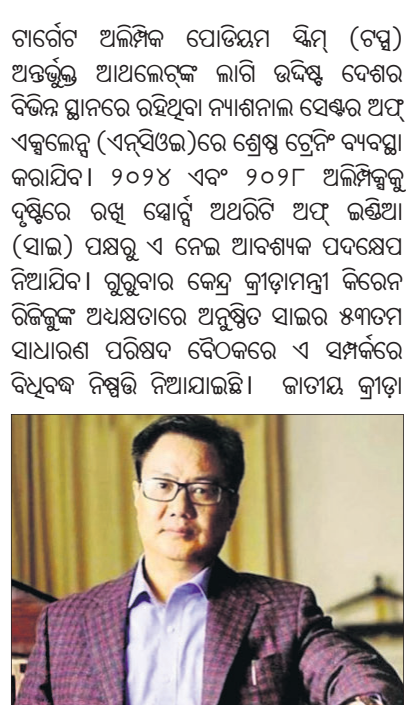 ଟାର୍ଗେଟ ଅଲିମ୍ପିକ ପୋଡିୟମ ସ୍କିମ୍ (ଟପ୍ସ)
ଅନ୍ତର୍ଭୁକ୍ତ ଆଥଲେଟ୍‌ଙ୍କ ଲାଗି ଉଦ୍ଦିଷ୍ଟ ଦେଶର
ବିଭିନ୍ନ ସ୍ଥାନରେ ରହିଥିବା ନ୍ୟାଶନାଲ ସେଣ୍ଟର ଅଫ୍
ଏକ୍ସଲେନ୍ସ (ଏନ୍‌ସିଓଇ)ରେ ଶ୍ରେଷ୍ଠ ଟ୍ରେନିଂ ବ୍ୟବସ୍ଥା
କରାଯିବ। ୨୦୨୪ ଏବଂ ୨୦୨୮ ଅଲିମ୍ପିକ୍ସକୁ
ଦୃଷ୍ଟିରେ ରଖି ସ୍ପୋର୍ଟ୍ସ ଅଥରିଟି ଅଫ୍ ଇଣ୍ଡିଆ
(ସାଇ) ପକ୍ଷରୁ ଏ ନେଇ ଆବଶ୍ୟକ ପଦକ୍ଷେପ
ନିଆଯିବ। ଗୁରୁବାର କେନ୍ଦ୍ର କ୍ରୀଡ଼ାମନ୍ତ୍ରୀ କିରେନ
ରିଜିଜୁଙ୍କ ଅଧ୍ୟକ୍ଷତାରେ ଅନୁଷ୍ଠିତ ସାଇର ୫୩ତମ
ସାଧାରଣ ପରିଷଦ ବୈଠକରେ ଏ ସମ୍ପର୍କରେ
ବିଧିବଦ୍ଧ ନିଷ୍ପତ୍ତି ନିଆଯାଇଛି। ଜାତୀୟ କ୍ରୀଡ଼ା